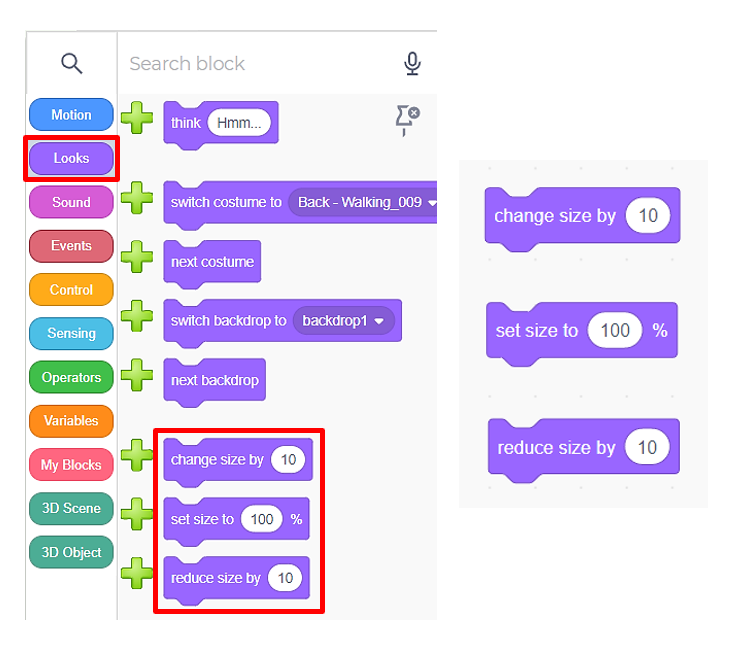 Search block
Motion
Looks
Sound
Events
Control
Sensing
Operators
Variables
My Blocks
3D Scene
3D Object
think Hmm...
switch costume to Back - Walking_009
next costume
switch backdrop to backdrop1
next backdrop
change size by 10
set size to 100 %
reduce size by 10
change size by 10
set size to 100 %
reduce size by 10